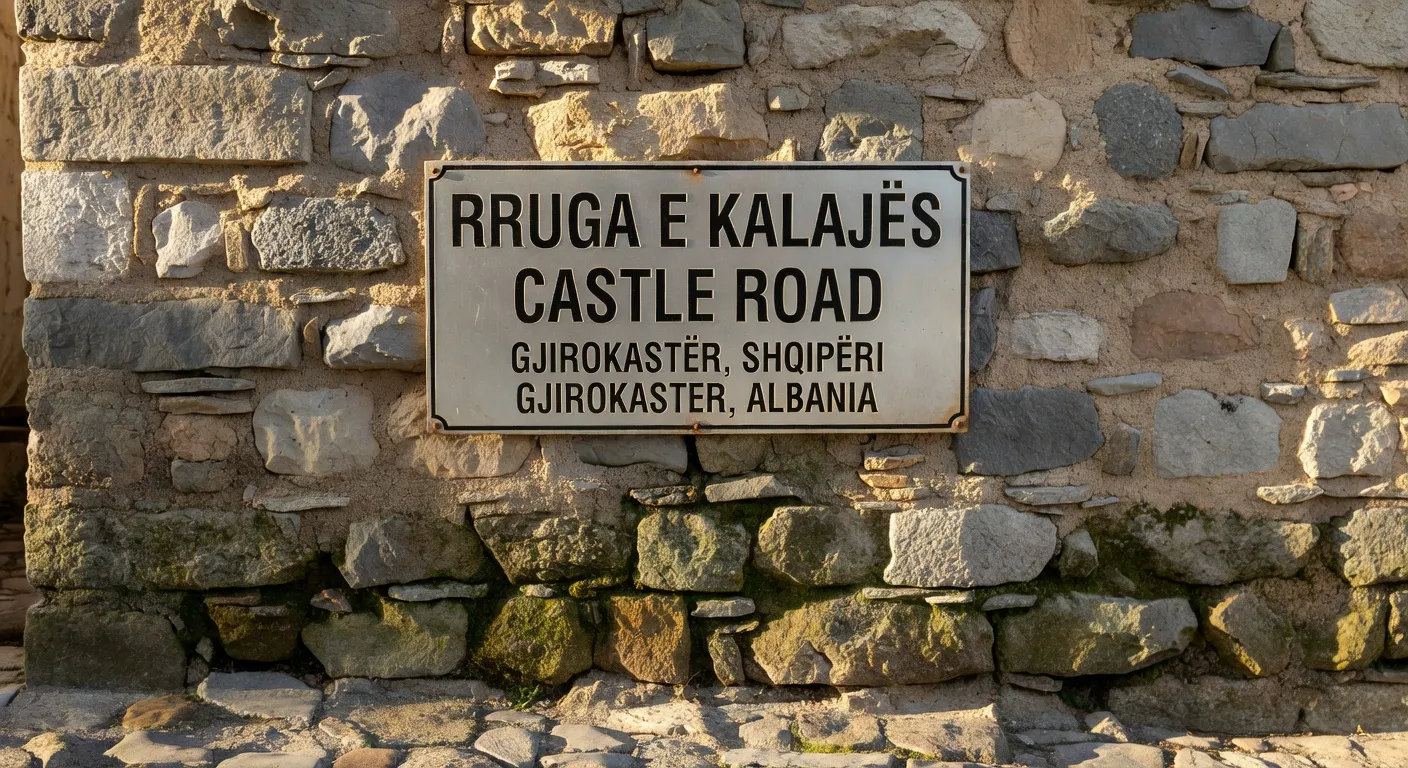 RRUGA E KALAJËS
CASTLE ROAD
GJIROKASTËR, SHQIPËRI
GJIROKASTER, ALBANIA